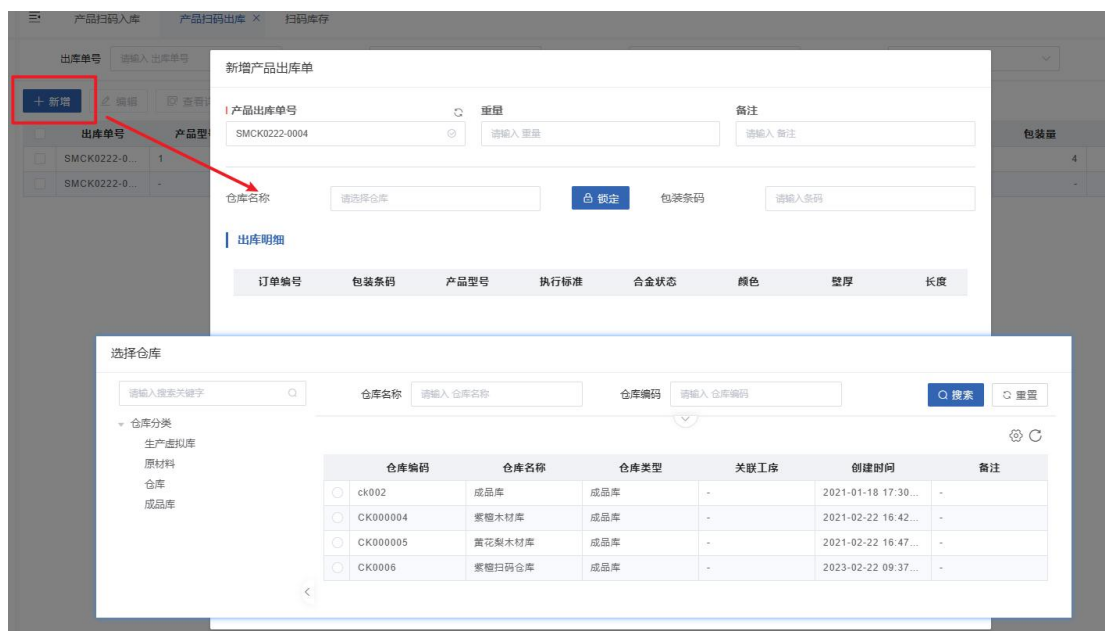 产品扫码入库 产品扫码出库 × 扫码库存
出库单号 请输入 出库单号
新增产品出库单
+ 新增 编辑 查看
产品出库单号 重量 备注
SMCK0222-0004 请输入 重量 请输入 备注
出库单号 产品型 包装量
SMCK0222-0... 1 4
SMCK0222-0... - -
仓库名称 请选择仓库 锁定 包装条码 请输入条码
出库明细
订单编号 包装条码 产品型号 执行标准 合金状态 颜色 壁厚 长度
选择仓库
请输入搜索关键字 仓库名称 请输入 仓库名称 仓库编码 请输入 仓库编码 搜索 重置
仓库分类
生产虚拟库
原材料
仓库
成品库
仓库编码 仓库名称 仓库类型 关联工序 创建时间 备注
ck002 成品库 成品库 - 2021-01-18 17:30... -
CK000004 紫檀木材库 成品库 - 2021-02-22 16:42... -
CK000005 黄花梨木材库 成品库 - 2021-02-22 16:47... -
CK0006 紫檀扫码仓库 成品库 - 2023-02-22 09:37... -